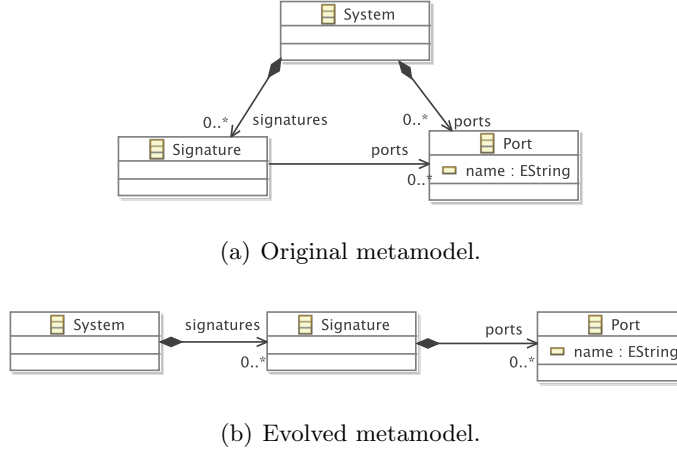 System
0..*
signatures
0..*
ports
Signature
ports
0..*
Port
name : EString
(a) Original metamodel.
System
signatures
0..*
Signature
ports
0..*
Port
name : EString
(b) Evolved metamodel.